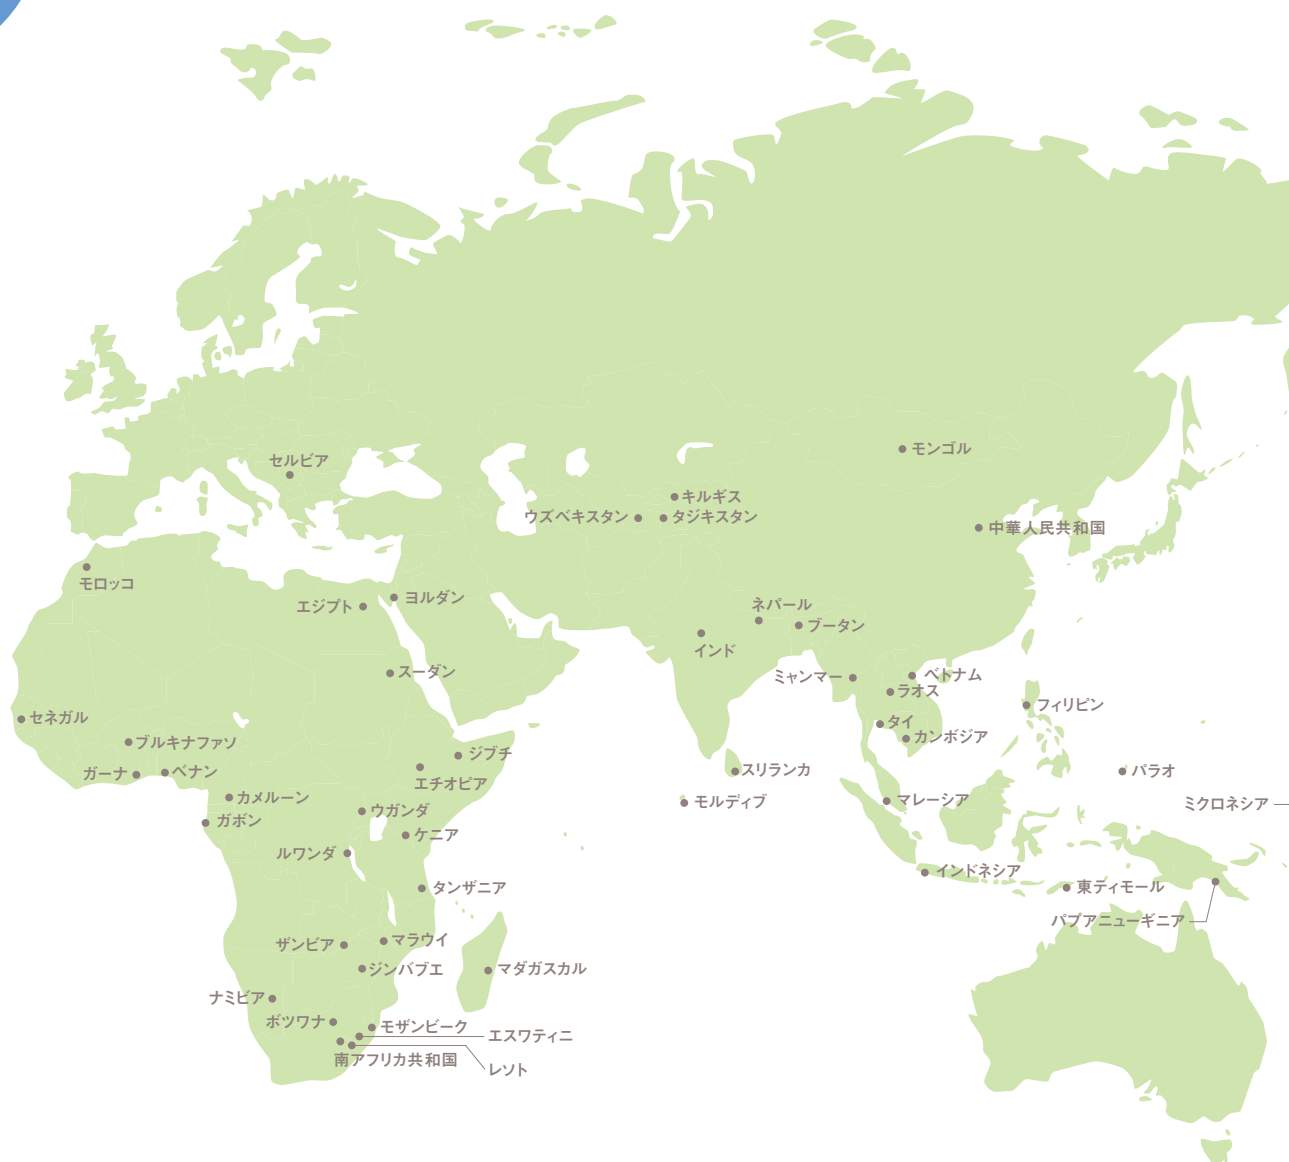 モンゴル
セルビア
キルギス
ウズベキスタン
タジキスタン
中華人民共和国
モロッコ
エジプト
ヨルダン
ネパール
ブータン
インド
スーダン
ミャンマー
ベトナム
ラオス
セネガル
フィリピン
タイ
カンボジア
ブルキナファソ
ジブチ
ガーナ
ベナン
エチオピア
スリランカ
パラオ
カメルーン
モルディブ
マレーシア
ミクロネシア
ガボン
ウガンダ
ケニア
ルワンダ
インドネシア
タンザニア
東ティモール
パプアニューギニア
ザンビア
マラウイ
ジンバブエ
マダガスカル
ナミビア
ボツワナ
モザンビーク
エスワティニ
南アフリカ共和国
レソト